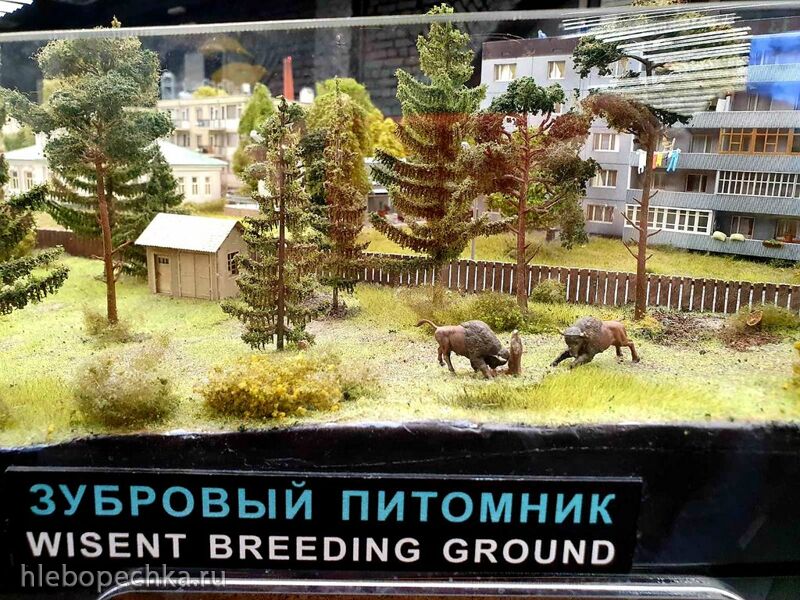 ЗУБРОВЫЙ ПИТОМНИК
WISENT BREEDING GROUND
hlebopechka.ru